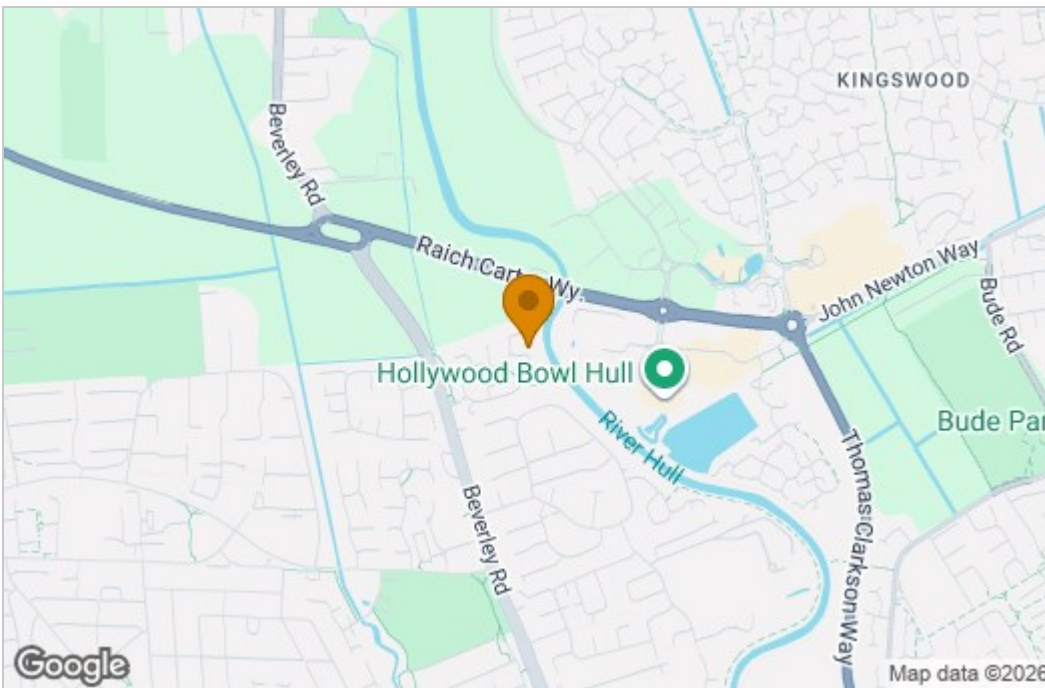 KINGSWOOD
Beverley Rd
Raich Carter Wy.
John Newton Way
Bude Rd
Hollywood Bowl Hull
River Hull
Bude Par
Thomas Clarkson Way
Beverley Rd
Google
Map data ©2026